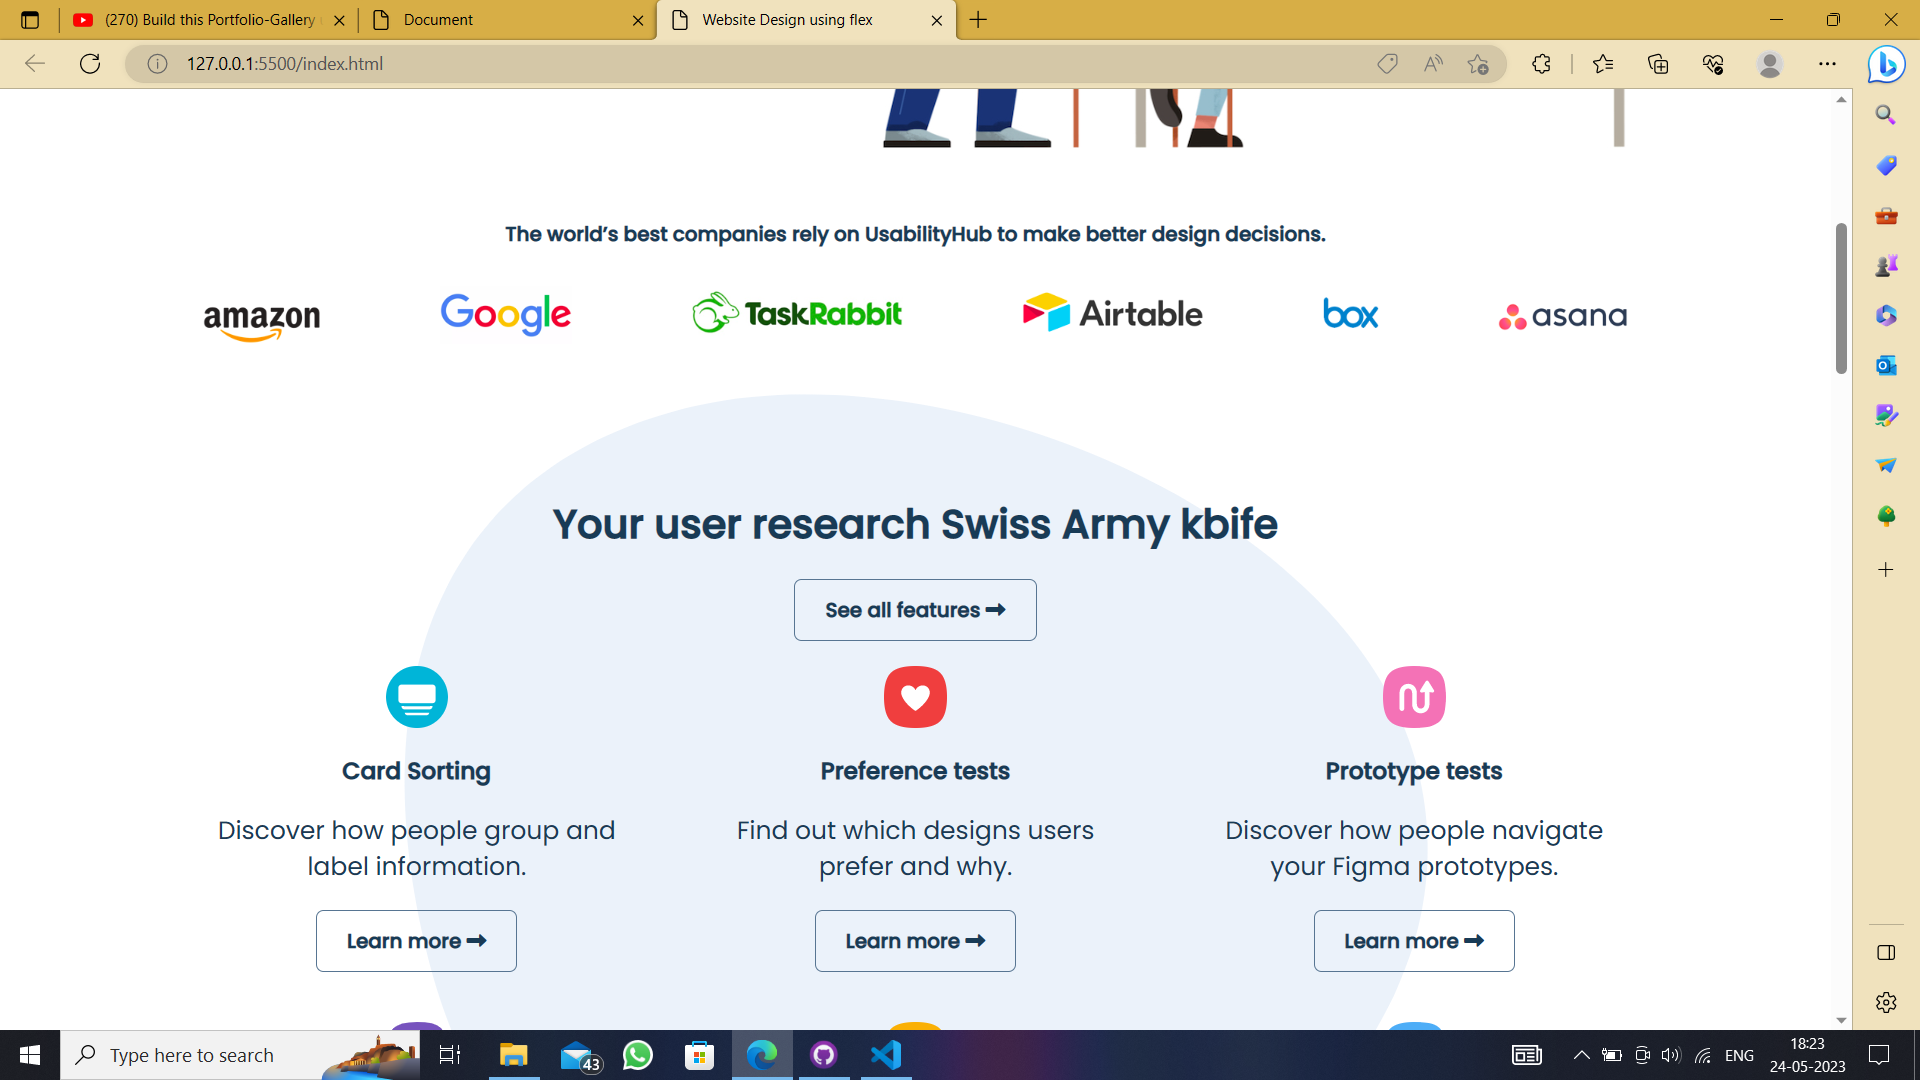 (270) Build this Portfolio-Gallery
Document
Website Design using flex
127.0.0.1:5500/index.html
The world’s best companies rely on UsabilityHub to make better design decisions.
amazon
Google
TaskRabbit
Airtable
box
asana
Your user research Swiss Army kbife
See all features
Card Sorting
Preference tests
Prototype tests
Discover how people group and
label information.
Find out which designs users
prefer and why.
Discover how people navigate
your Figma prototypes.
Learn more
Learn more
Learn more
Type here to search
43
ENG
18:23
24-05-2023